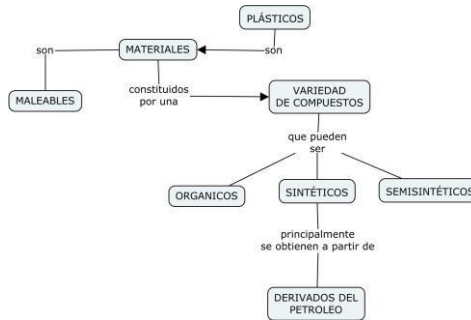 PLÁSTICOS
son
MATERIALES
son
MALEABLES
constituidos
por una
VARIEDAD
DE COMPUESTOS
que pueden
ser
ORGANICOS
SINTÉTICOS
SEMISINTÉTICOS
principalmente
se obtienen a partir de
DERIVADOS DEL
PETROLEO